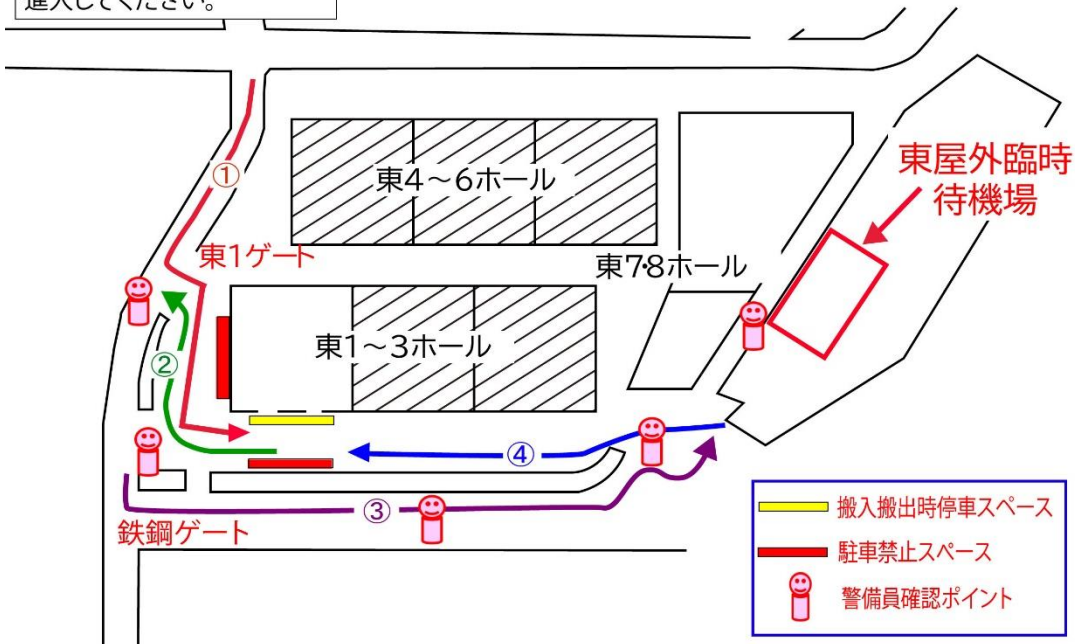 進入してください。
①
東4～6ホール
東屋外臨時
待機場
東1ゲート
東7・8ホール
東1～3ホール
②
④
③
鉄鋼ゲート
搬入搬出時停車スペース
駐車禁止スペース
警備員確認ポイント